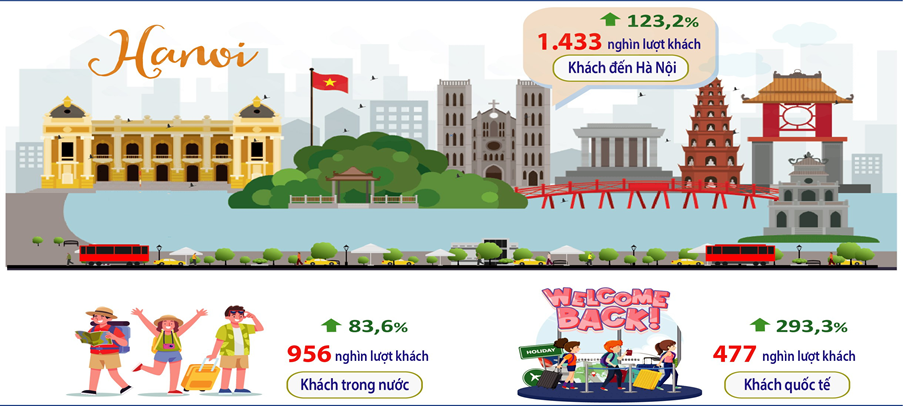 Hanoi
123,2%
1.433 nghìn lượt khách
Khách đến Hà Nội
83,6%
956 nghìn lượt khách
Khách trong nước
WELCOME
BACK!
HOLIDAY
293,3%
477 nghìn lượt khách
Khách quốc tế